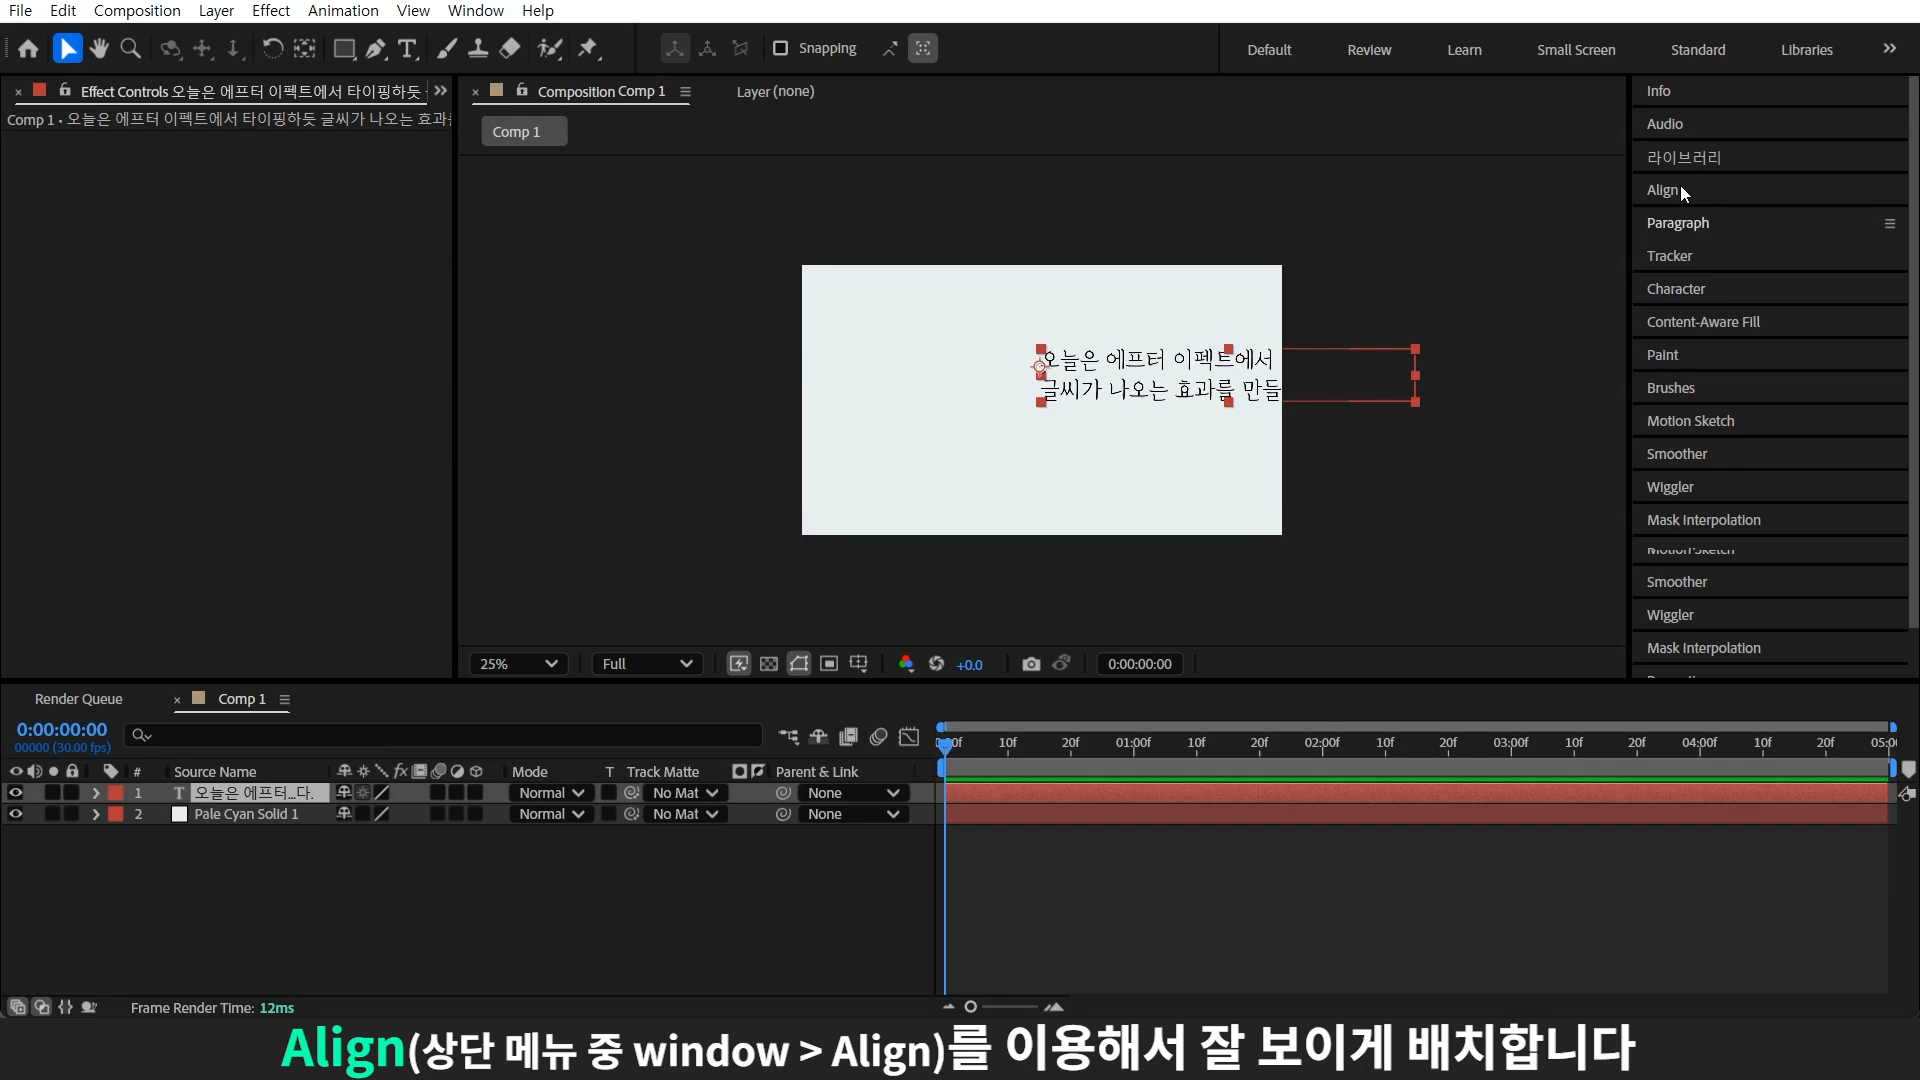 File Edit Composition Layer Effect Animation View Window Help
Snapping Default Review Learn Small Screen Standard Libraries
Effect Controls 오늘은 에프터 이펙트에서 타이핑하듯
Comp 1 • 오늘은 에프터 이펙트에서 타이핑하듯 글씨가 나오는 효과를
Composition Comp 1 Layer (none)
Comp 1
오늘은 에프터 이펙트에서
글씨가 나오는 효과를 만들
25% Full +0.0 0:00:00:00
Info
Audio
라이브러리
Align
Paragraph
Tracker
Character
Content-Aware Fill
Paint
Brushes
Motion Sketch
Smoother
Wiggler
Mask Interpolation
Motion Sketch
Smoother
Wiggler
Mask Interpolation
Render Queue Comp 1
0:00:00:00
00000 (30.00 fps)
10f 20f 01:00f 10f 20f 02:00f 10f 20f 03:00f 10f 20f 04:00f 10f 20f 05:0
# Source Name fx Mode T Track Matte Parent & Link
1 T 오늘은 에프터...다. Normal No Mat None
2 Pale Cyan Solid 1 Normal No Mat None
Frame Render Time: 12ms
Align(상단 메뉴 중 window > Align)를 이용해서 잘 보이게 배치합니다